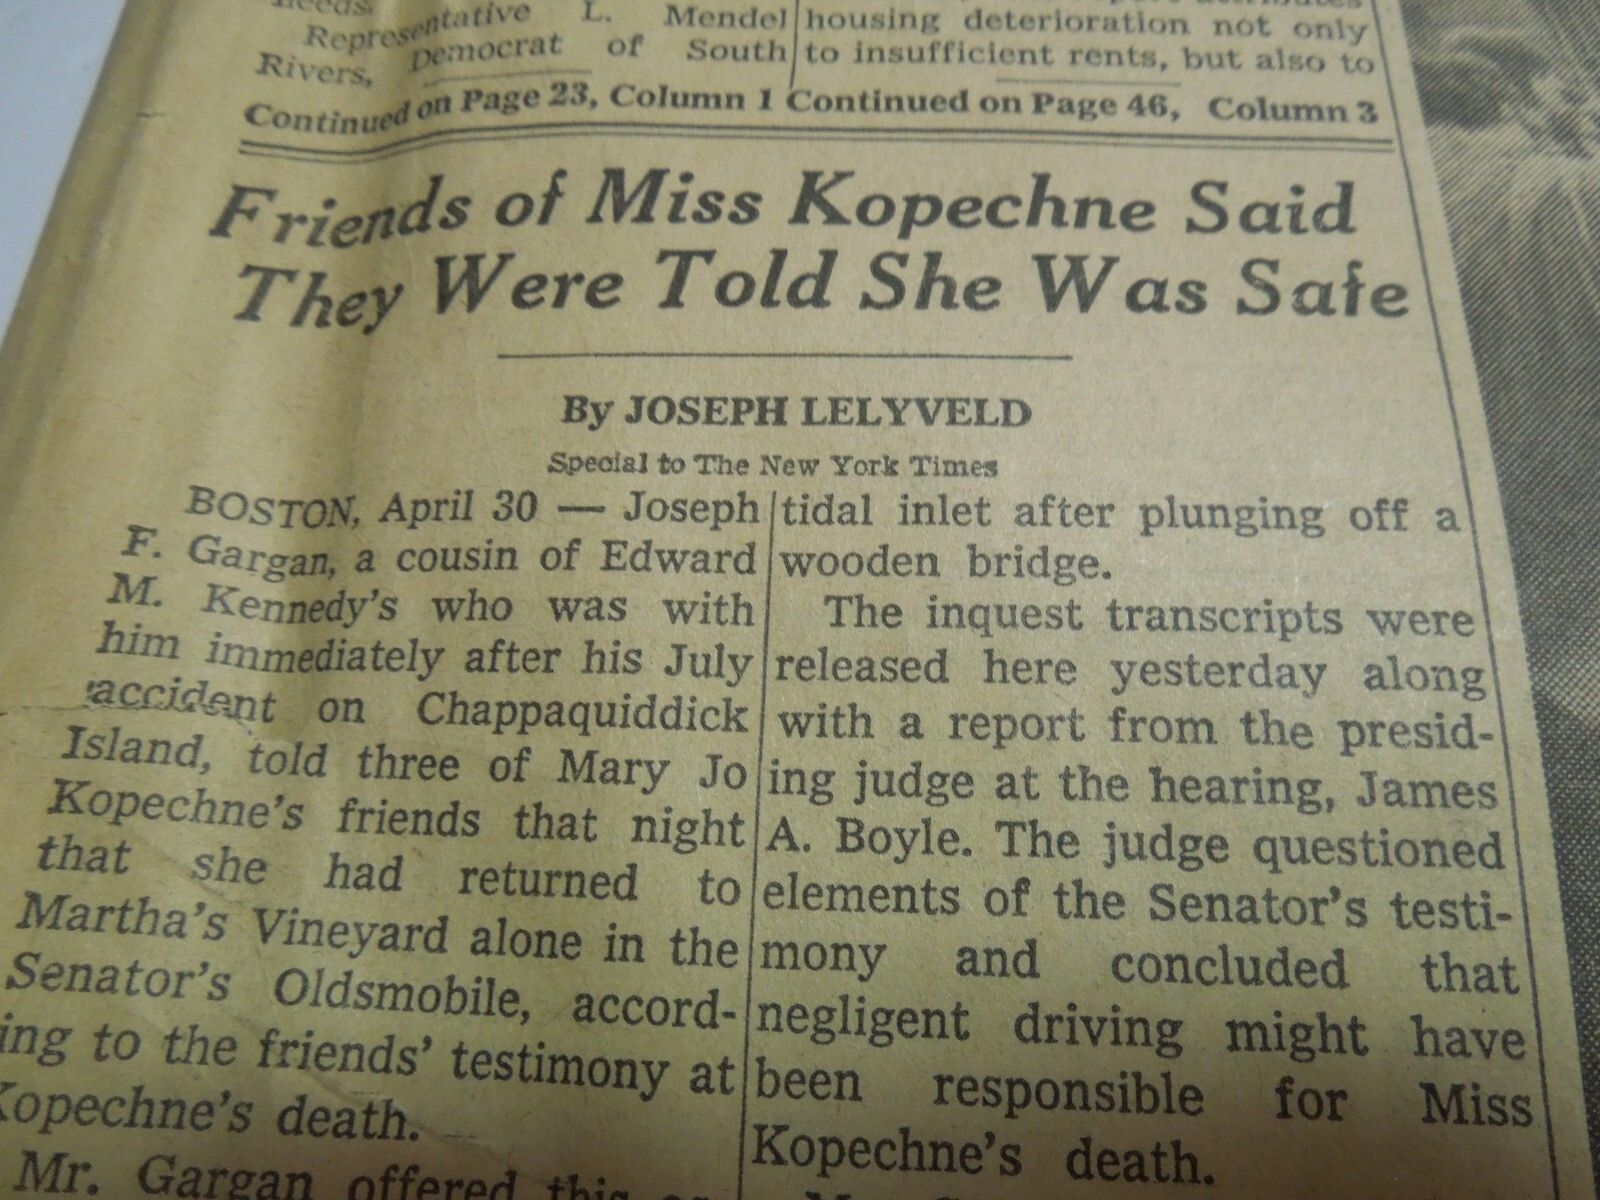 needs.
Representative L. Mendel
Rivers, Democrat of South
Continued on Page 23, Column 1
housing deterioration not only
to insufficient rents, but also to
Continued on Page 46, Column 3
Friends of Miss Kopechne Said
They Were Told She Was Safe
By JOSEPH LELYVELD
Special to The New York Times
BOSTON, April 30 — Joseph
F. Gargan, a cousin of Edward
M. Kennedy's who was with
him immediately after his July
accident on Chappaquiddick
Island, told three of Mary Jo
Kopechne's friends that night
that she had returned to
Martha's Vineyard alone in the
Senator's Oldsmobile, accord-
ing to the friends' testimony at
Kopechne's death.
Mr. Gargan offered this
tidal inlet after plunging off a
wooden bridge.
The inquest transcripts were
released here yesterday along
with a report from the presid-
ing judge at the hearing, James
A. Boyle. The judge questioned
elements of the Senator's testi-
mony and concluded that
negligent driving might have
been responsible for Miss
Kopechne's death.